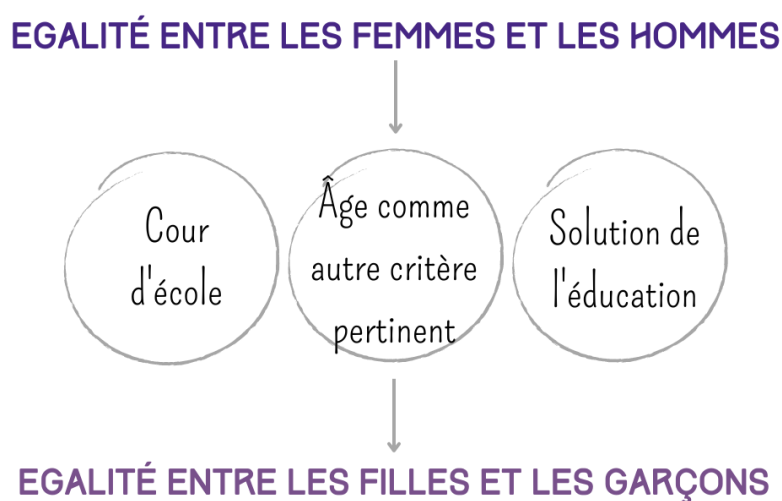 EGALITÉ ENTRE LES FEMMES ET LES HOMMES
Cour
d'école
Âge comme
autre critère
pertinent
Solution de
l'éducation
EGALITÉ ENTRE LES FILLES ET LES GARÇONS